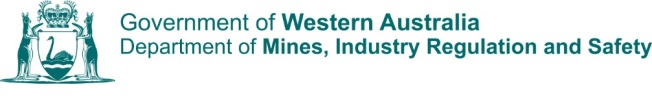 Government of Western Australia
Department of Mines, Industry Regulation and Safety